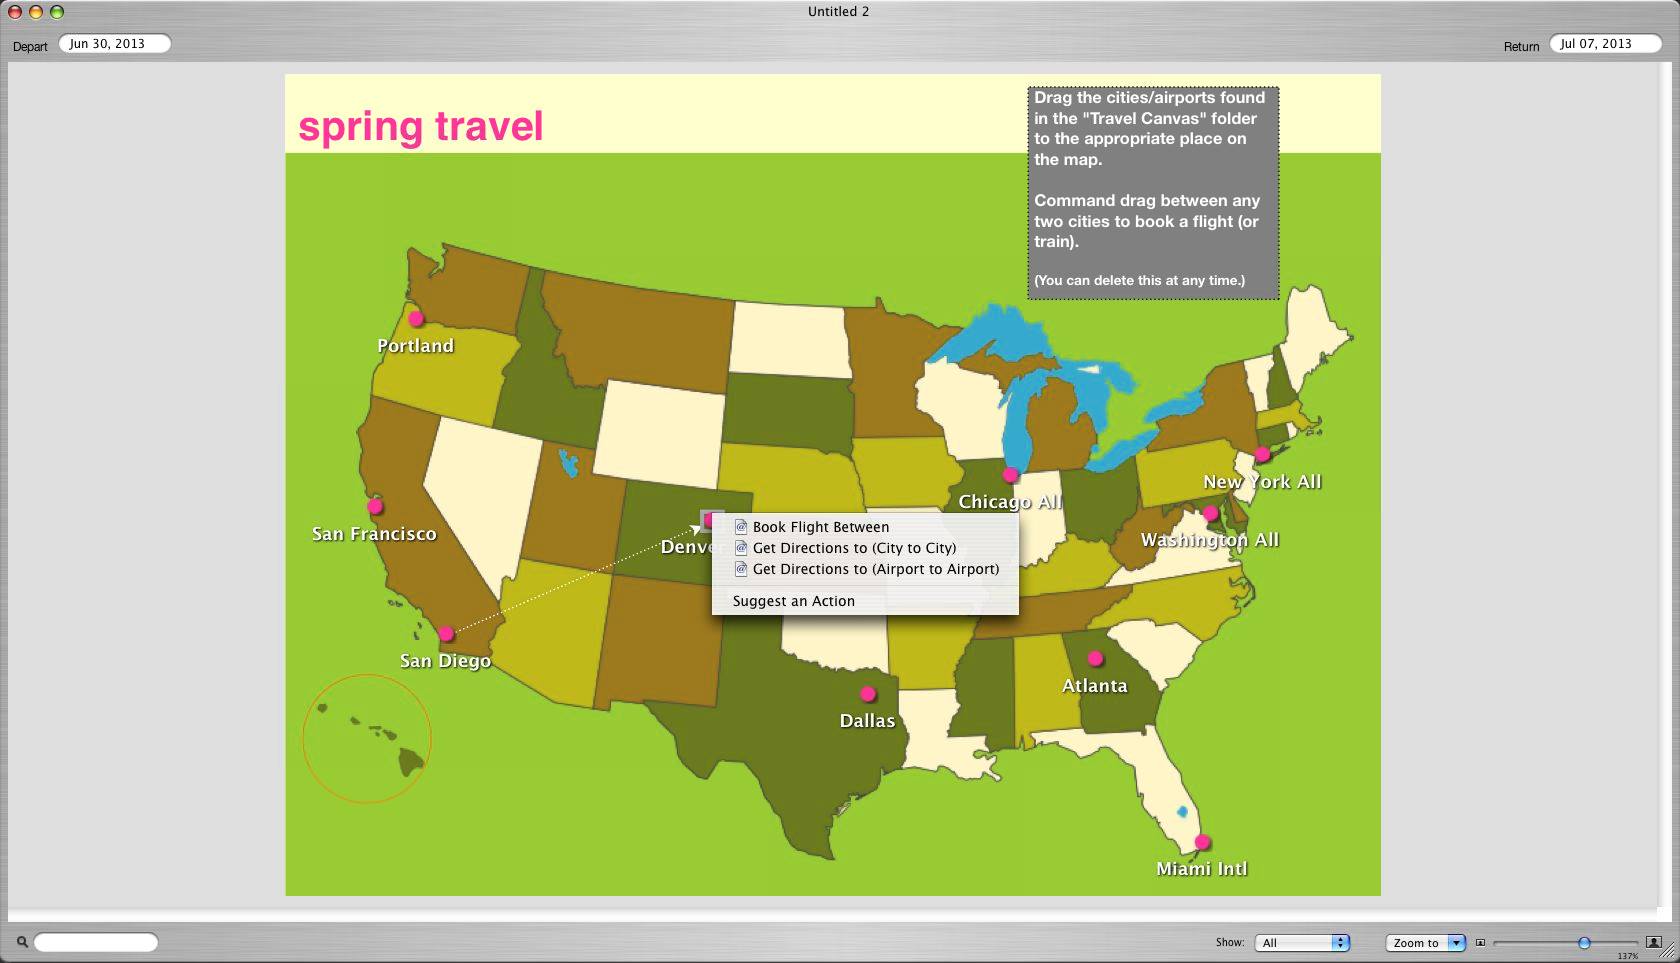 Untitled 2
Depart Jun 30, 2013
Return Jul 07, 2013
spring travel
Drag the cities/airports found
in the "Travel Canvas" folder
to the appropriate place on
the map.
Command drag between any
two cities to book a flight (or
train).
(You can delete this at any time.)
Portland
San Francisco
San Diego
Denver
Chicago All
New York All
Washington All
Book Flight Between
Get Directions to (City to City)
Get Directions to (Airport to Airport)
Suggest an Action
Atlanta
Dallas
Miami Intl
Show: All
Zoom to
137%